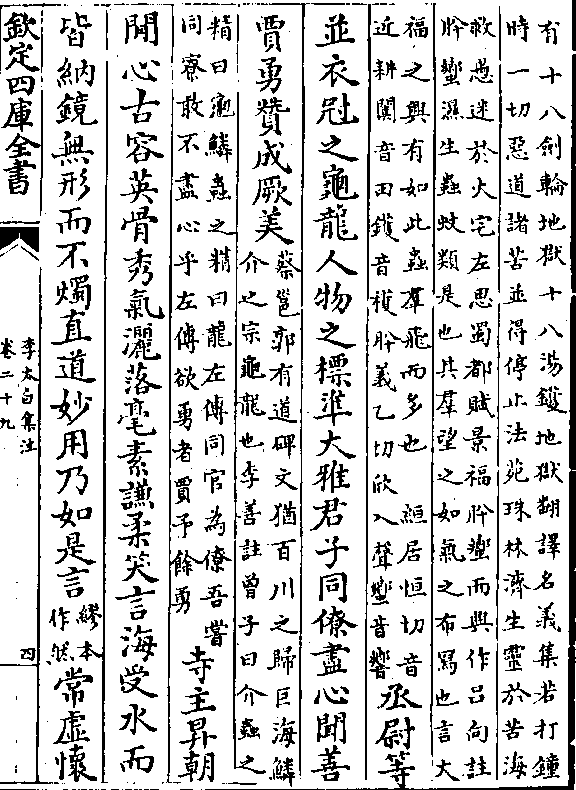 有十八劍輪地獄十八湯鑊地獄翻譯名義集若打鐘
時一切惡道諸苦並得停止法苑珠林濟生靈於苦海
救愚迷於火宅左思蜀都賦景福肹蠁而興作吕向註
肹蠁濕生蟲蚊類是也其羣望之如氣之布寫也言大
福之興有如此蟲羣飛而多也 絚居恒切音
近耕闐音田鑊音穫肹羲乙切欣入聲蠁音響丞尉等
並衣冠之龜龍人物之標準大雅君子同僚盡心聞善
賈勇贊成厥美蔡邕郭有道碑文猶百川之歸巨海鱗
介之宗龜龍也李善註曾子曰介蟲之
精曰龜鱗蟲之精曰龍左傳同官為僚吾嘗
同寮敢不盡心乎左傳欲勇者賈予餘勇寺主昇朝
閒心古容英骨秀氣灑落毫素謙柔笑言海受水而
皆納鏡無形而不燭直道妙用乃如是言繆本
作然常虛懷
欽定四庫全書
李太白集注
卷二十九
四